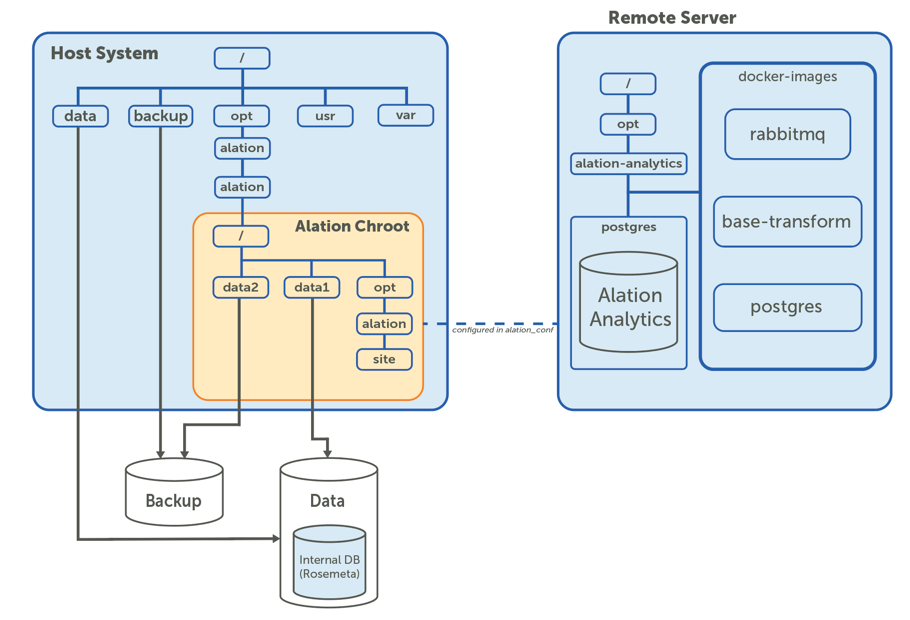 Remote Server
Host System
/
data
backup
opt
usr
var
alation
alation
Alation Chroot
/
data2
data1
opt
alation
site
configured in alation_conf
/
opt
alation-analytics
postgres
Alation
Analytics
docker-images
rabbitmq
base-transform
postgres
Backup
Data
Internal DB
(Rosemeta)